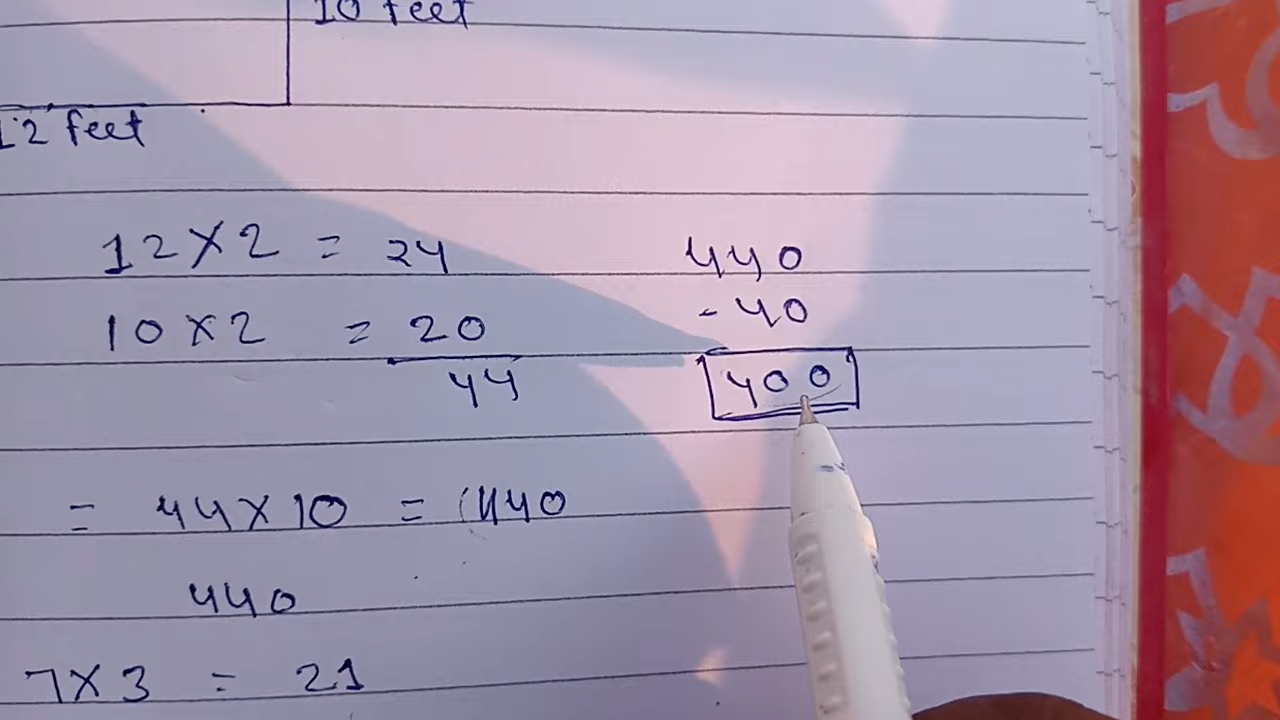 10 feet
12 feet
12 X 2 = 24
10 X 2 = 20
44
440
- 40
400
= 44 X 10 = 440
440
7 X 3 = 21